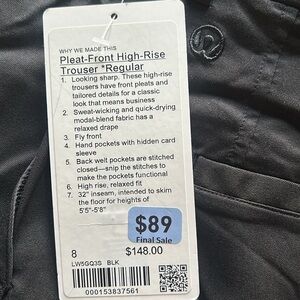 WHY WE MADE THIS
Pleat-Front High-Rise
Trouser *Regular
1. Looking sharp. These high-rise
trousers have front pleats and
tailored details for a classic
look that means business
2. Sweat-wicking and quick-drying
modal-blend fabric has a
relaxed drape
3. Fly front
4. Hand pockets with hidden card
sleeve
5. Back welt pockets are stitched
closed—snip the stitches to
make the pockets functional
6. High rise, relaxed fit
7. 32" inseam, intended to skim
the floor for heights of
5'5"-5'8"
$89
Final Sale
8
$148.00
LW5GQ3S BLK
000153837561